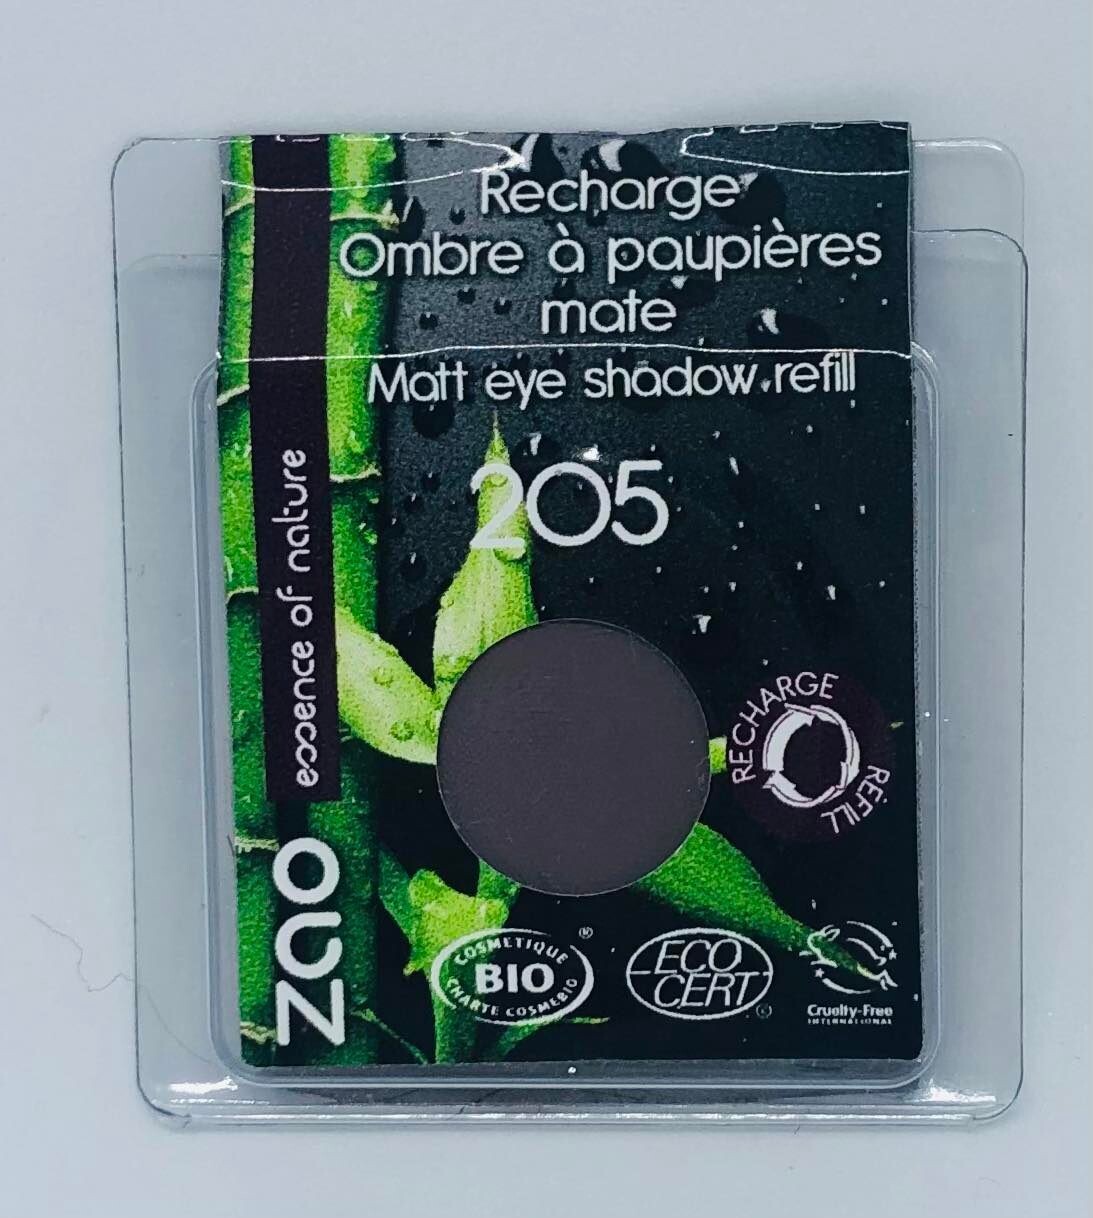 Recharge
Ombre à paupières
mate
Matt eye shadow refill
205
essence of nature
zao
RECHARGE
REFILL
COSMETIQUE
BIO
CHARTE COSMEBIO
®
ECO
CERT
Cruelty-Free
INTERNATIONAL